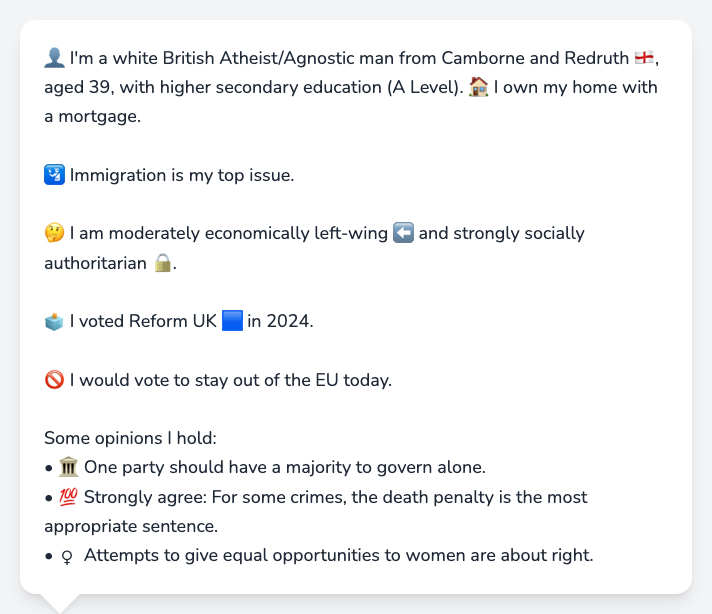 👤 I'm a white British Atheist/Agnostic man from Camborne and Redruth 🏴󠁧󠁢󠁥󠁮󠁧󠁿,
aged 39, with higher secondary education (A Level). 🏠 I own my home with
a mortgage.
🛂 Immigration is my top issue.
🤔 I am moderately economically left-wing ⬅️ and strongly socially
authoritarian 🔒.
🗳️ I voted Reform UK 🟦 in 2024.
🚫 I would vote to stay out of the EU today.
Some opinions I hold:
• 🏛️ One party should have a majority to govern alone.
• 💯 Strongly agree: For some crimes, the death penalty is the most
appropriate sentence.
• ♀ Attempts to give equal opportunities to women are about right.